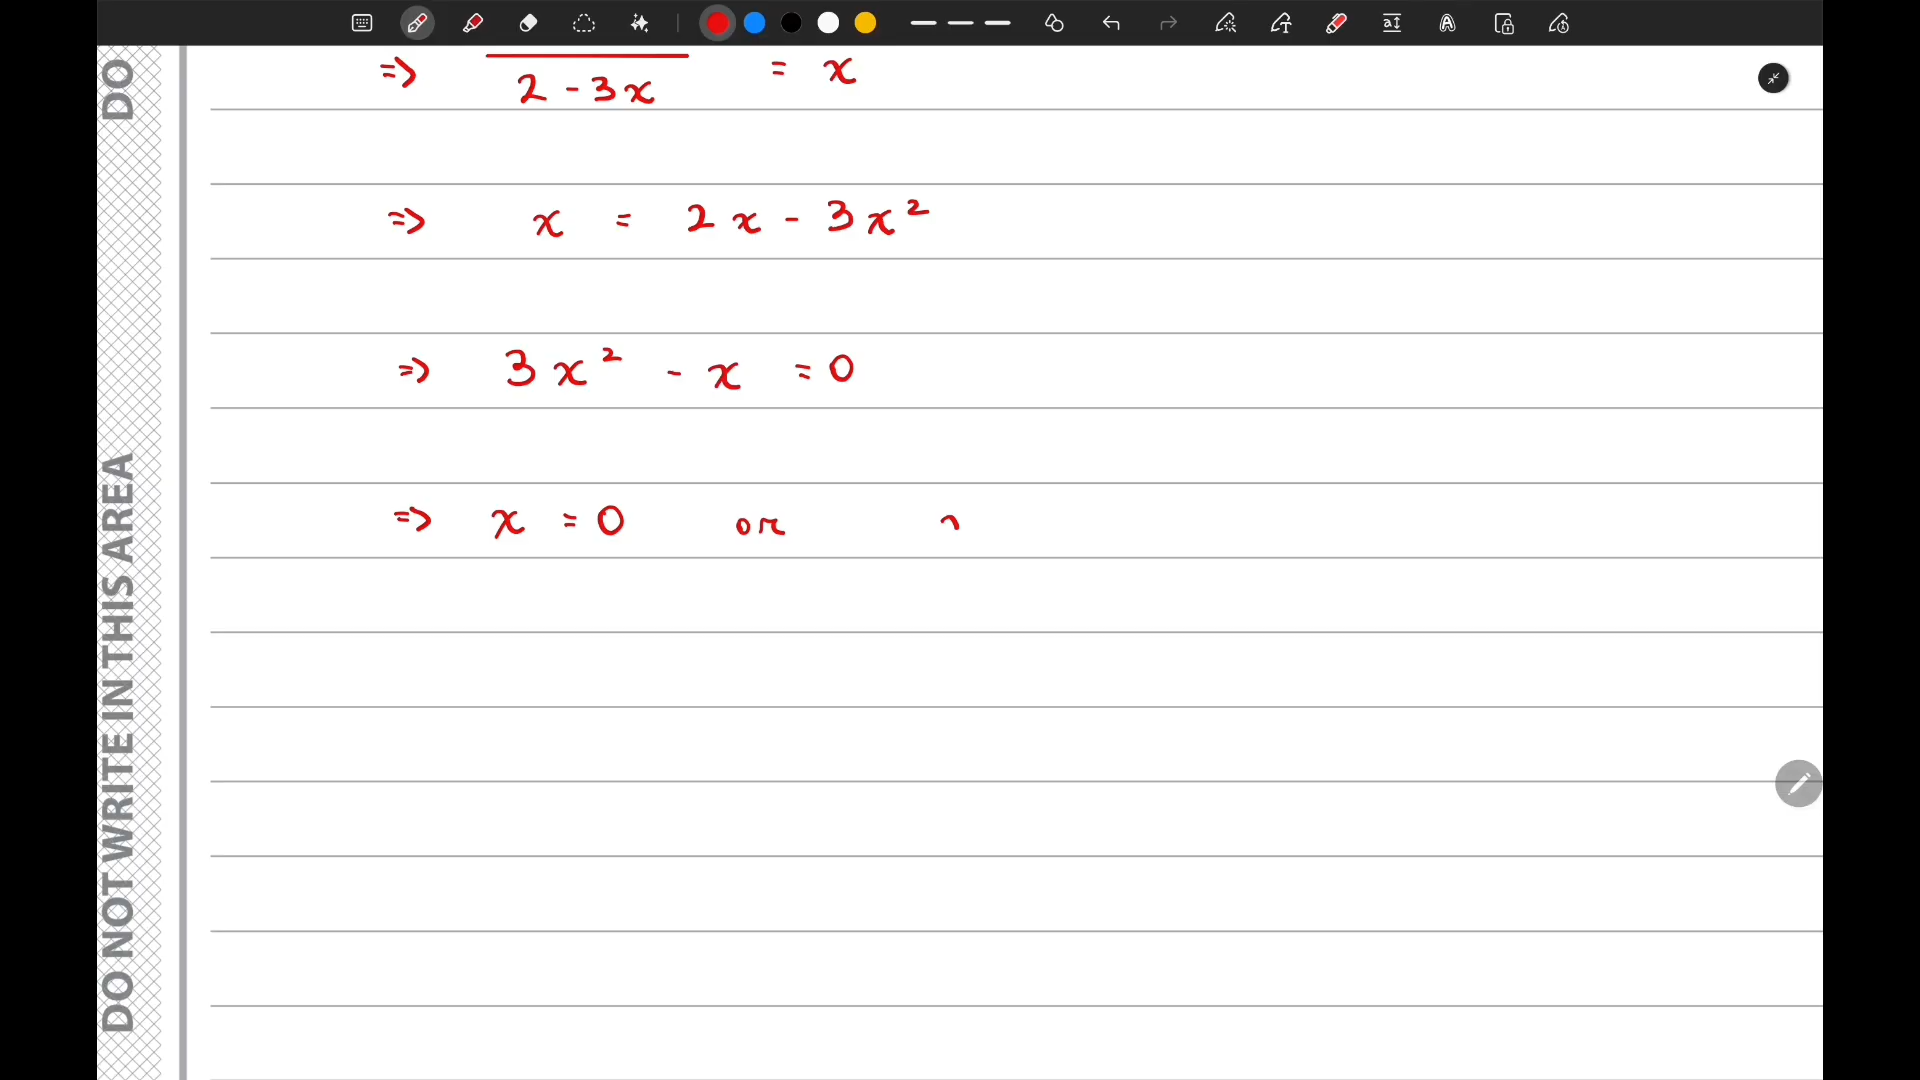 DO
=> 2 - 3x = x
=> x = 2x - 3x²
=> 3x² - x = 0
=> x = 0 or
DO NOT WRITE IN THIS AREA